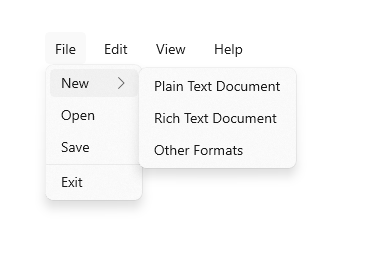 File Edit View Help
New
Open
Save
Exit
Plain Text Document
Rich Text Document
Other Formats